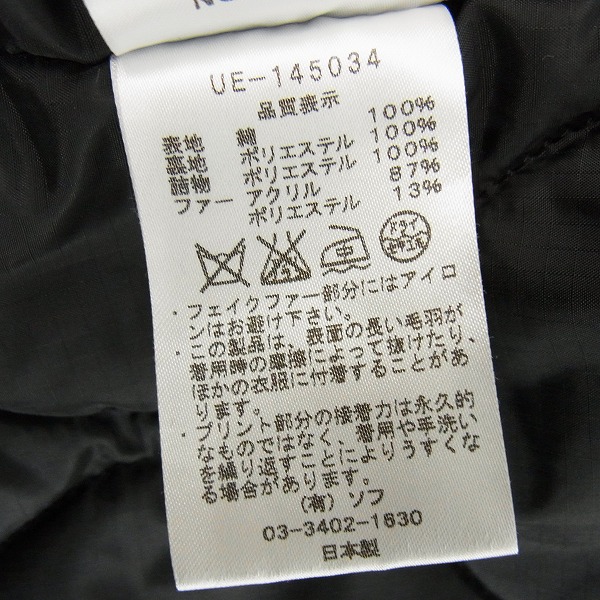 UE-145034
品質表示
表地 綿 100%
裏地 ポリエステル 100%
詰物 ポリエステル 100%
ファー アクリル 87%
ポリエステル 13%
ドライ
フェイクファー部分にはアイロ
ンはお避け下さい。
この製品は、表面の長い毛羽が
着用時の摩擦によって抜けたり、
ほかの衣服に付着することがあ
ります。
プリント部分の接着力は永久的
なものでなく、着用や手洗い
を繰り返すことによりうすくな
る場合があります。
(有) ソフ
03-3402-1630
日本製